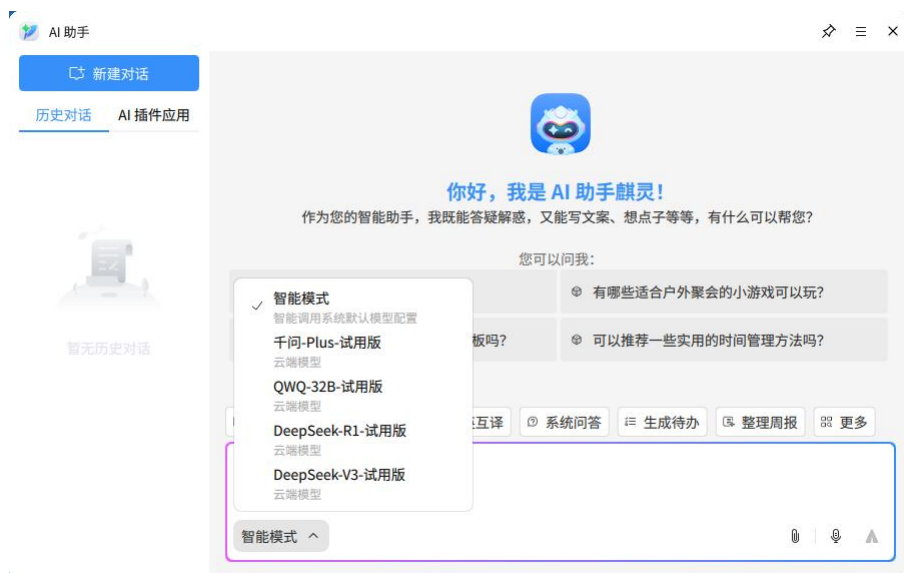 AI 助手
新建对话
历史对话 AI 插件应用
暂无历史对话
你好，我是 AI 助手麒灵！
作为您的智能助手，我既能答疑解惑，又能写文案、想点子等等，有什么可以帮您？
您可以问我：
有哪些适合户外聚会的小游戏可以玩？
板吗？
可以推荐一些实用的时间管理方法吗？
智能模式
智能调用系统默认模型配置
千问-Plus-试用版
云端模型
QWQ-32B-试用版
云端模型
DeepSeek-R1-试用版
云端模型
DeepSeek-V3-试用版
云端模型
互译 系统问答 生成待办 整理周报 更多
智能模式